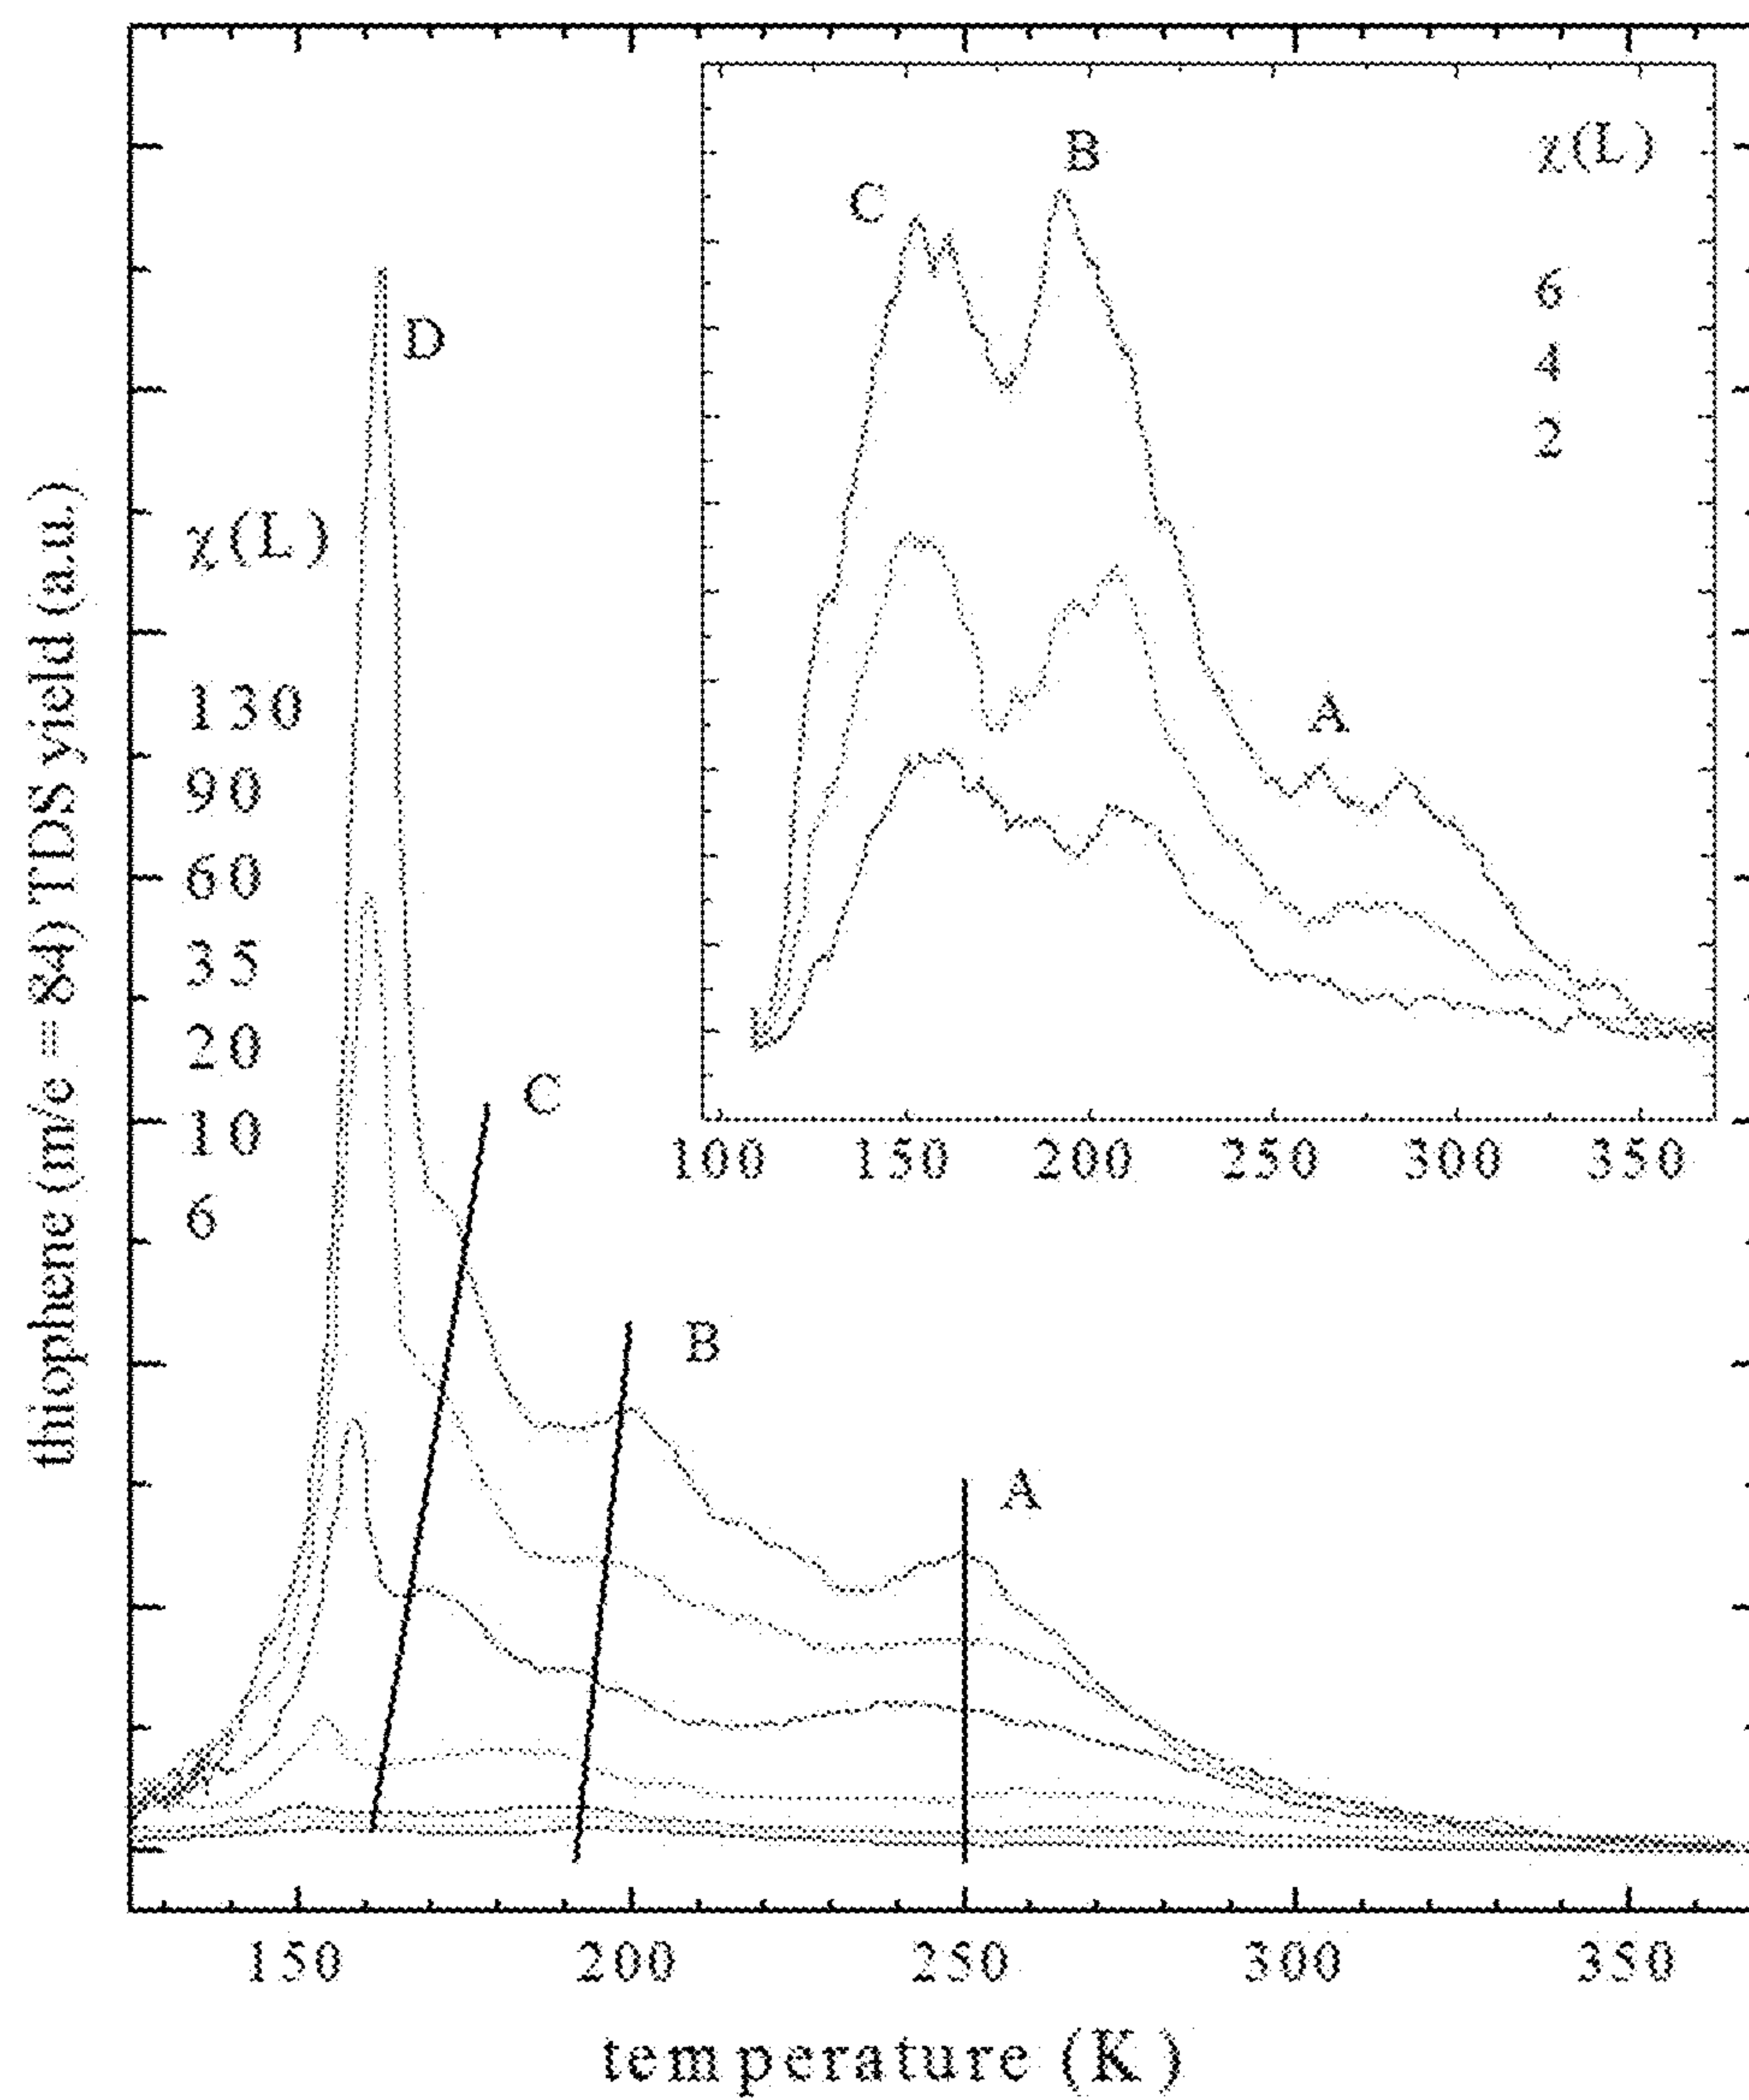 thiophene (m/e = 84) TDS yield (a.u.)
χ(L)
130
90
60
35
20
10
6
D
C
B
A
χ(L)
6
4
2
C
B
A
100 150 200 250 300 350
150 200 250 300 350
temperature (K)